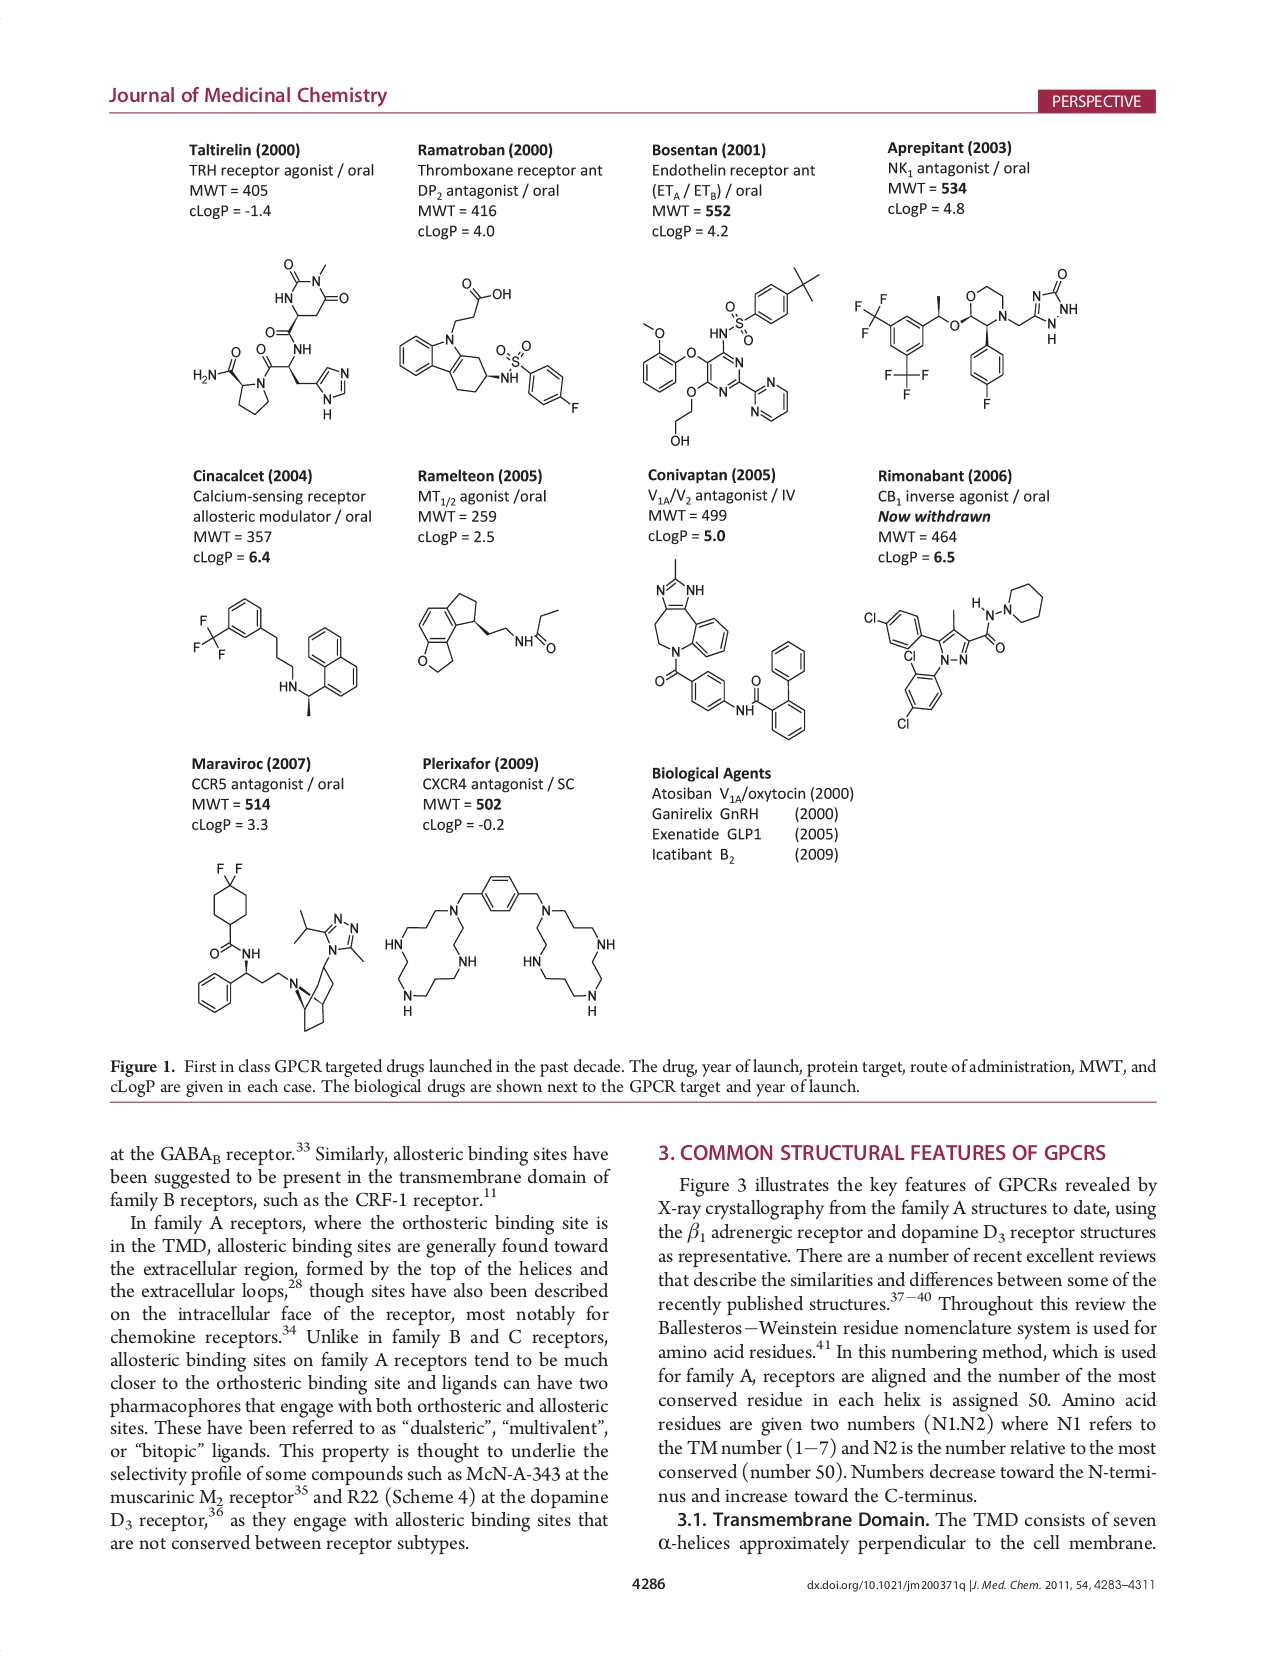 Journal of Medicinal Chemistry
PERSPECTIVE
Taltirelin (2000)
TRH receptor agonist / oral
MWT = 405
cLogP = -1.4
Ramatroban (2000)
Thromboxane receptor ant
DP2 antagonist / oral
MWT = 416
cLogP = 4.0
Bosentan (2001)
Endothelin receptor ant
(ETA / ETB) / oral
MWT = 552
cLogP = 4.2
Aprepitant (2003)
NK1 antagonist / oral
MWT = 534
cLogP = 4.8
Cinacalcet (2004)
Calcium-sensing receptor
allosteric modulator / oral
MWT = 357
cLogP = 6.4
Ramelteon (2005)
MT1/2 agonist /oral
MWT = 259
cLogP = 2.5
Conivaptan (2005)
V1A/V2 antagonist / IV
MWT = 499
cLogP = 5.0
Rimonabant (2006)
CB1 inverse agonist / oral
Now withdrawn
MWT = 464
cLogP = 6.5
Maraviroc (2007)
CCR5 antagonist / oral
MWT = 514
cLogP = 3.3
Plerixafor (2009)
CXCR4 antagonist / SC
MWT = 502
cLogP = -0.2
Biological Agents
Atosiban V1A/oxytocin (2000)
Ganirelix GnRH (2000)
Exenatide GLP1 (2005)
Icatibant B2 (2009)
Figure 1. First in class GPCR targeted drugs launched in the past decade. The drug, year of launch, protein target, route of administration, MWT, and
cLogP are given in each case. The biological drugs are shown next to the GPCR target and year of launch.
at the GABAB receptor.33 Similarly, allosteric binding sites have
been suggested to be present in the transmembrane domain of
family B receptors, such as the CRF-1 receptor.11
In family A receptors, where the orthosteric binding site is
in the TMD, allosteric binding sites are generally found toward
the extracellular region, formed by the top of the helices and
the extracellular loops,28 though sites have also been described
on the intracellular face of the receptor, most notably for
chemokine receptors.34 Unlike in family B and C receptors,
allosteric binding sites on family A receptors tend to be much
closer to the orthosteric binding site and ligands can have two
pharmacophores that engage with both orthosteric and allosteric
sites. These have been referred to as “dualsteric”, “multivalent”,
or “bitopic” ligands. This property is thought to underlie the
selectivity profile of some compounds such as McN-A-343 at the
muscarinic M2 receptor35 and R22 (Scheme 4) at the dopamine
D3 receptor,36 as they engage with allosteric binding sites that
are not conserved between receptor subtypes.
3. COMMON STRUCTURAL FEATURES OF GPCRS
Figure 3 illustrates the key features of GPCRs revealed by
X-ray crystallography from the family A structures to date, using
the β1 adrenergic receptor and dopamine D3 receptor structures
as representative. There are a number of recent excellent reviews
that describe the similarities and differences between some of the
recently published structures.37−40 Throughout this review the
Ballesteros−Weinstein residue nomenclature system is used for
amino acid residues.41 In this numbering method, which is used
for family A, receptors are aligned and the number of the most
conserved residue in each helix is assigned 50. Amino acid
residues are given two numbers (N1.N2) where N1 refers to
the TM number (1−7) and N2 is the number relative to the most
conserved (number 50). Numbers decrease toward the N-termi-
nus and increase toward the C-terminus.
3.1. Transmembrane Domain. The TMD consists of seven
α-helices approximately perpendicular to the cell membrane.
4286
dx.doi.org/10.1021/jm200371q |J. Med. Chem. 2011, 54, 4283–4311